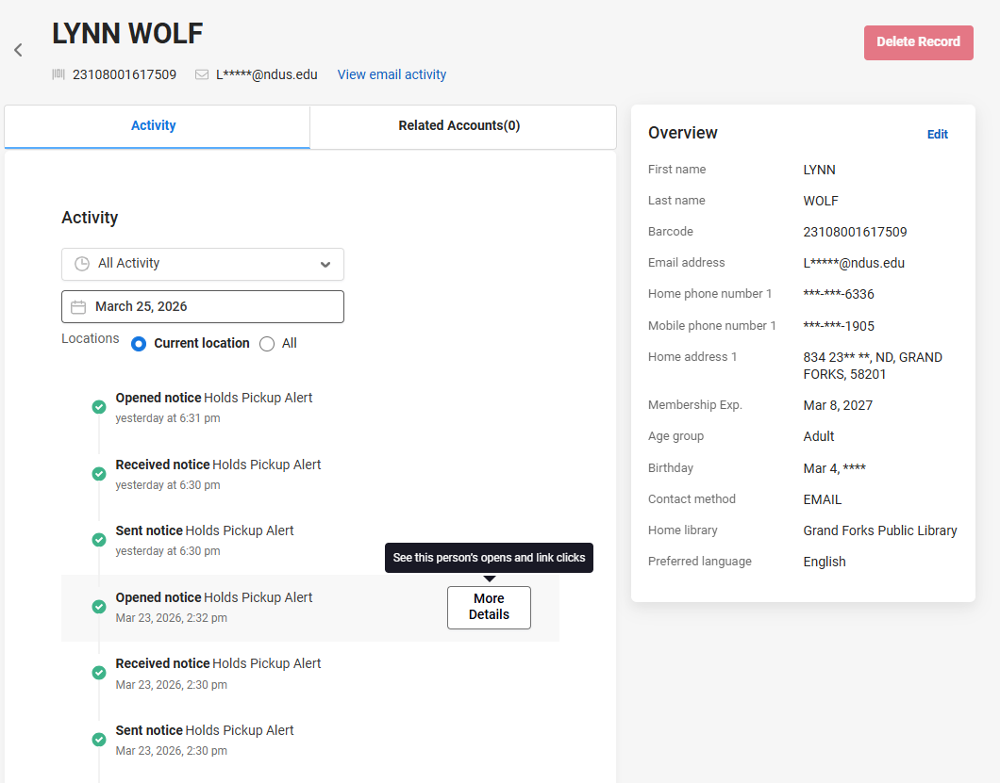 LYNN WOLF
Delete Record
23108001617509 L*****@ndus.edu View email activity
Activity
Related Accounts(0)
Activity
All Activity
March 25, 2026
Locations Current location All
Opened notice Holds Pickup Alert
yesterday at 6:31 pm
Received notice Holds Pickup Alert
yesterday at 6:30 pm
Sent notice Holds Pickup Alert
yesterday at 6:30 pm
See this person's opens and link clicks
Opened notice Holds Pickup Alert
Mar 23, 2026, 2:32 pm
More
Details
Received notice Holds Pickup Alert
Mar 23, 2026, 2:30 pm
Sent notice Holds Pickup Alert
Mar 23, 2026, 2:30 pm
Overview Edit
First name LYNN
Last name WOLF
Barcode 23108001617509
Email address L*****@ndus.edu
Home phone number 1 ***-***-6336
Mobile phone number 1 ***-***-1905
Home address 1 834 23** **, ND, GRAND
FORKS, 58201
Membership Exp. Mar 8, 2027
Age group Adult
Birthday Mar 4, ****
Contact method EMAIL
Home library Grand Forks Public Library
Preferred language English